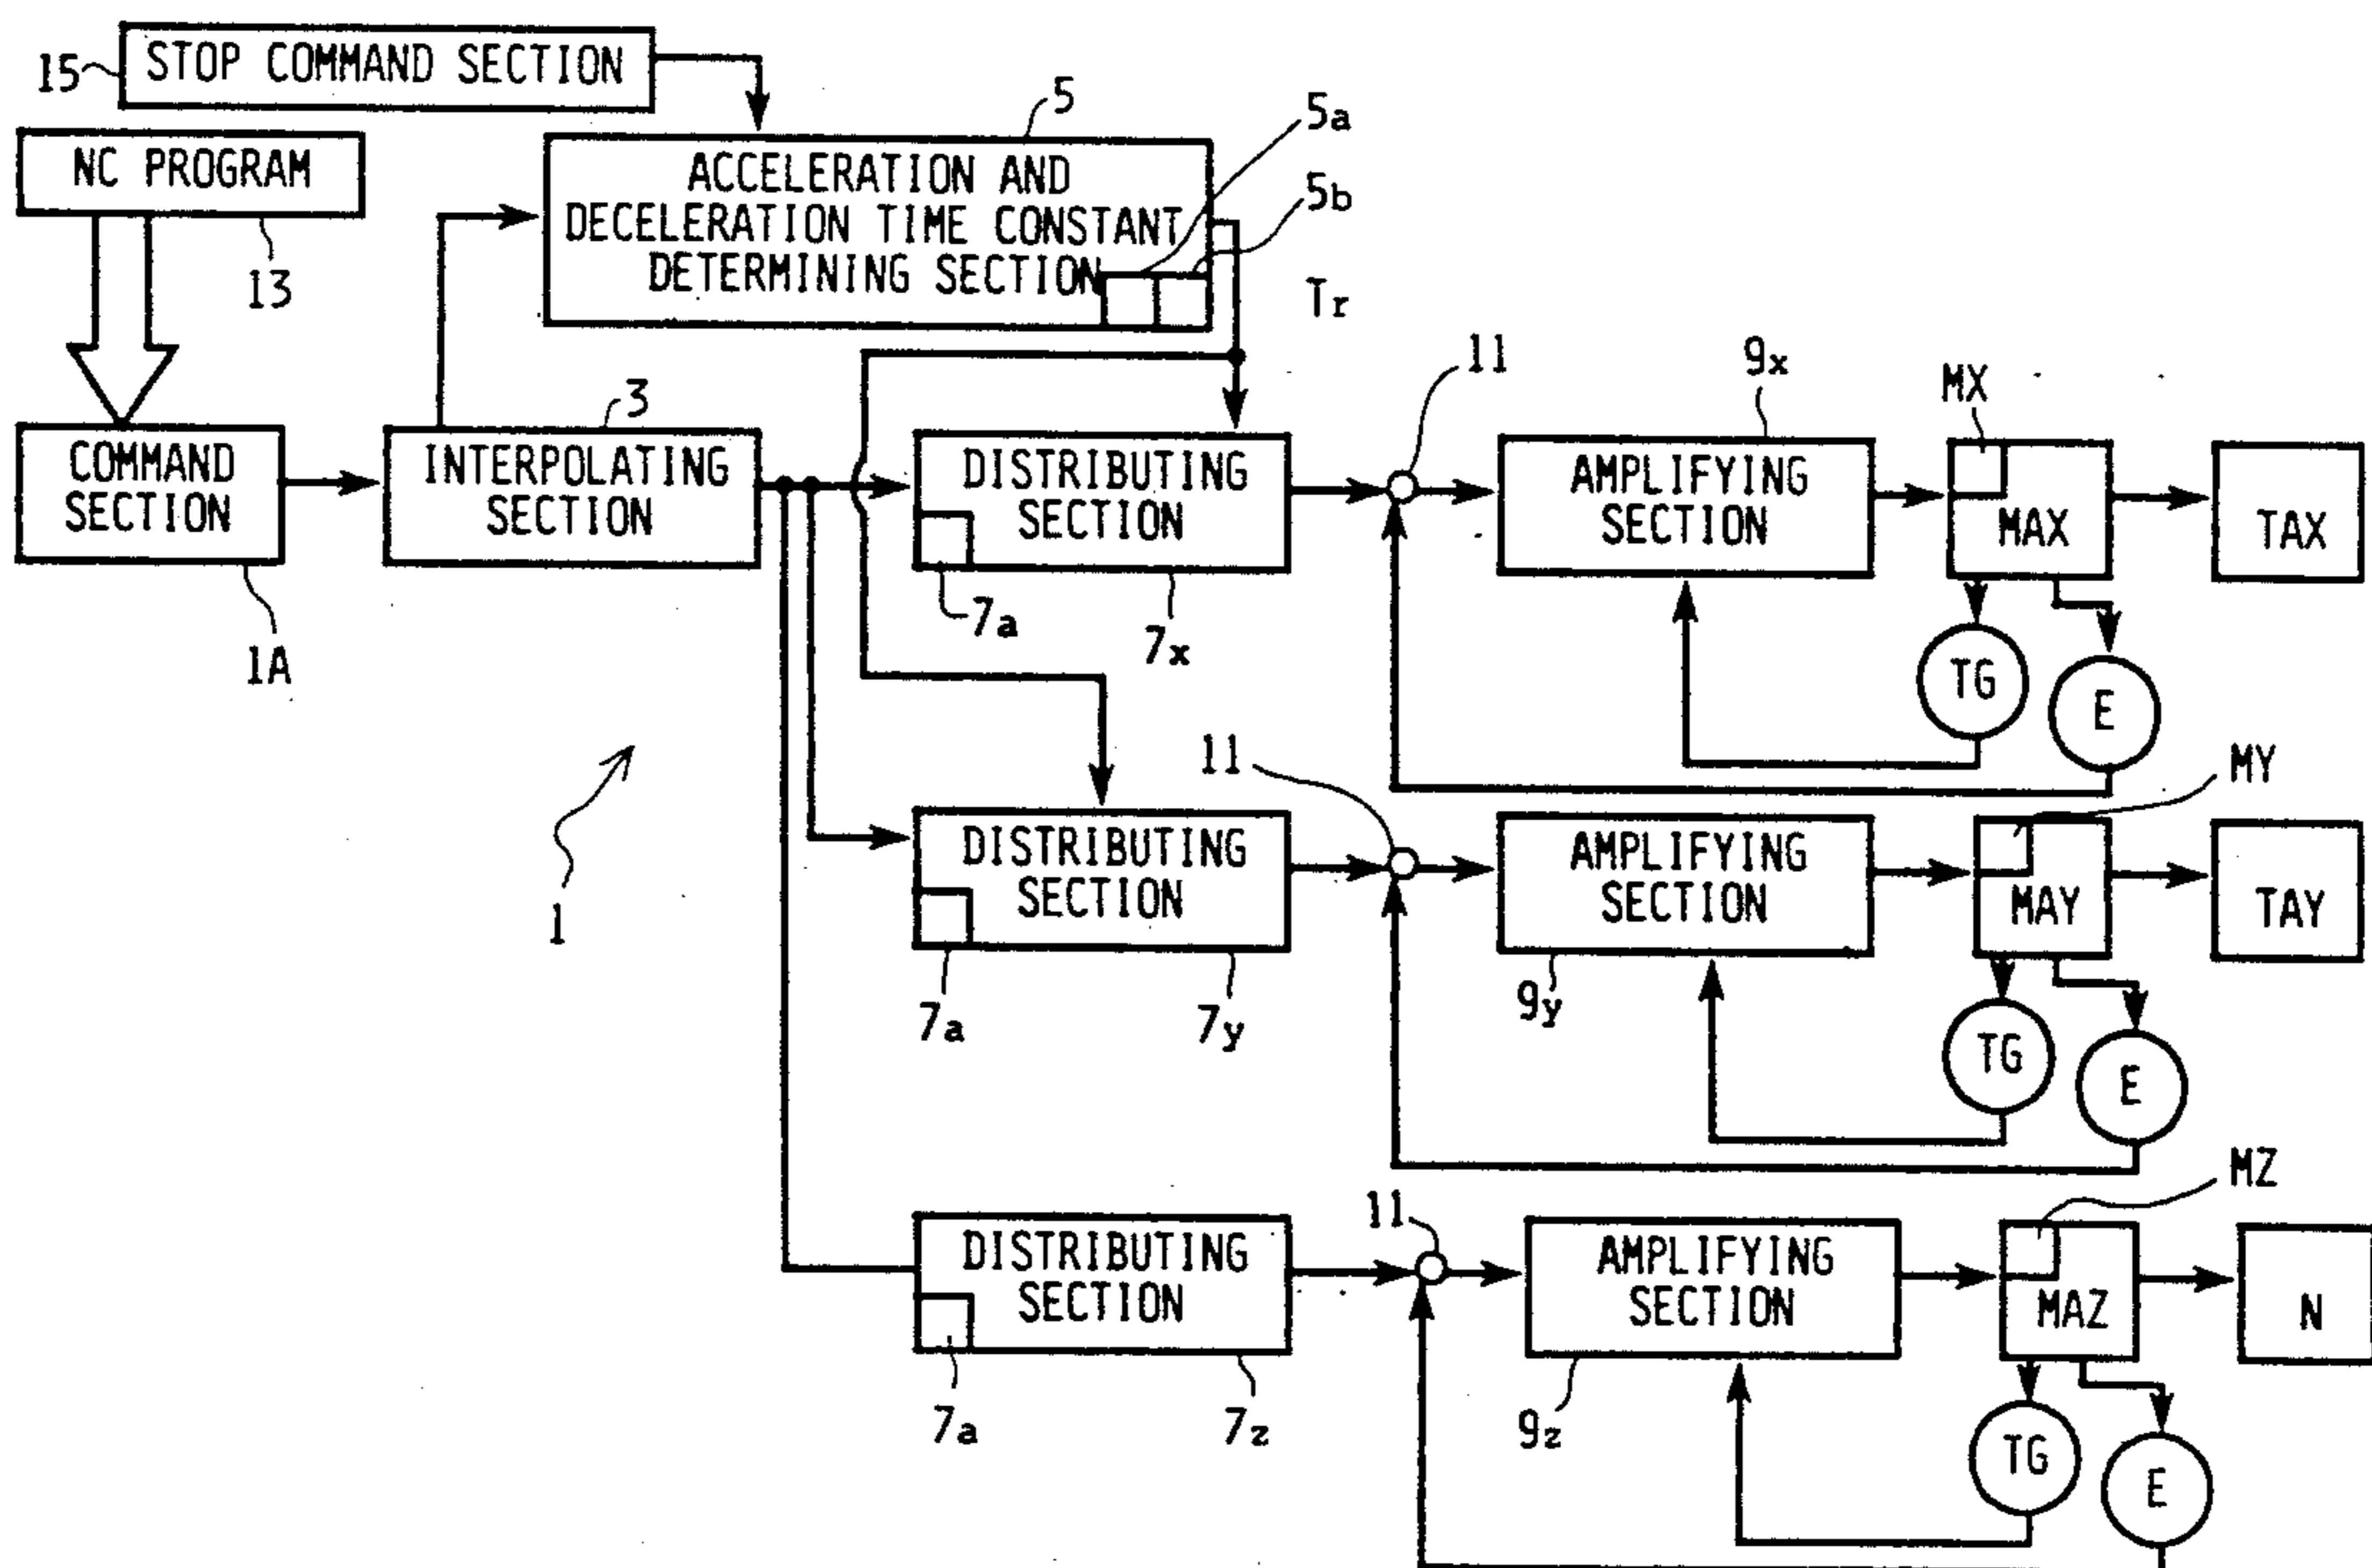 15
STOP COMMAND SECTION
5
5a
NC PROGRAM
13
ACCELERATION AND
DECELERATION TIME CONSTANT
DETERMINING SECTION
5b
Tr
COMMAND
SECTION
1A
3
INTERPOLATING
SECTION
DISTRIBUTING
SECTION
7a
7x
11
9x
AMPLIFYING
SECTION
MX
MAX
TAX
TG
E
1
DISTRIBUTING
SECTION
7a
7y
11
AMPLIFYING
SECTION
9y
MY
MAY
TAY
TG
E
DISTRIBUTING
SECTION
7a
7z
11
AMPLIFYING
SECTION
9z
MZ
MAZ
N
TG
E